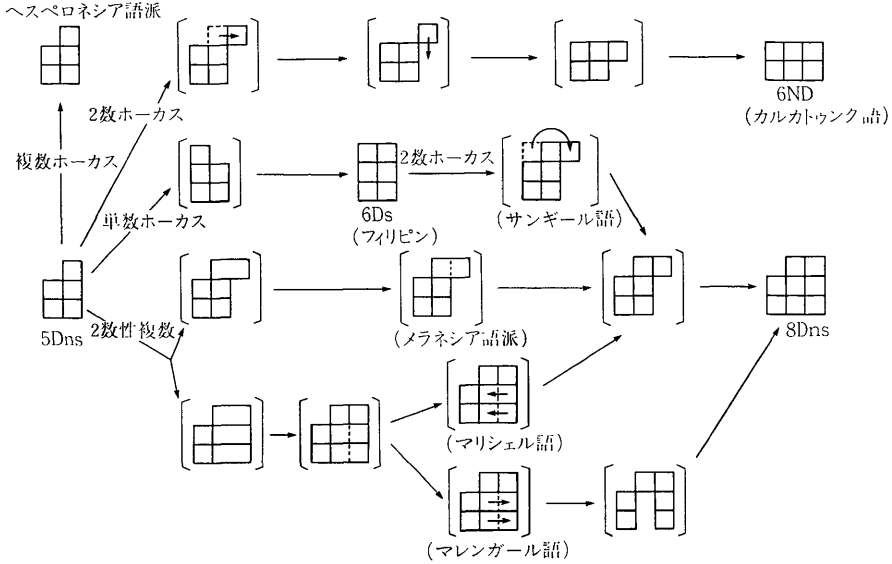 ヘスペロネシア語派
2数ホーカス
6ND
(カルカトゥンク語)
複数ホーカス
2数ホーカス
単数ホーカス
6Ds
(フィリピン)
(サンギール語)
5Dns
2数性複数
(メラネシア語派)
8Dns
(マリシェル語)
(マレンガール語)